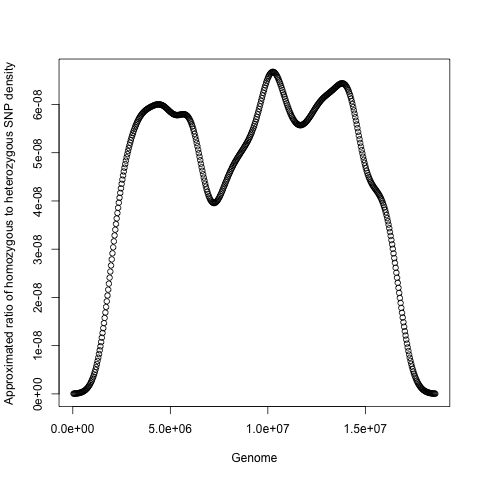 Approximated ratio of homozygous to heterozygous SNP density
6e-08
5e-08
4e-08
3e-08
2e-08
1e-08
0e+00
0.0e+00 5.0e+06 1.0e+07 1.5e+07
Genome